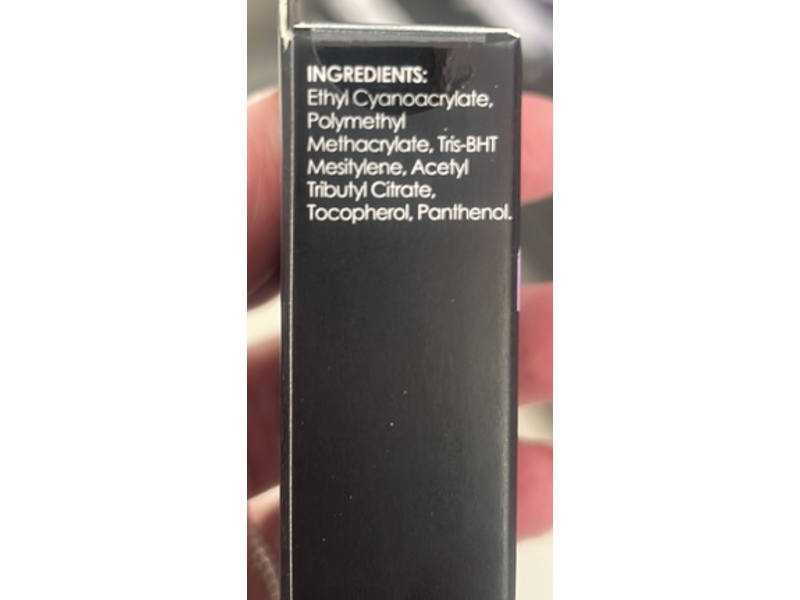 INGREDIENTS:
Ethyl Cyanoacrylate,
Polymethyl
Methacrylate, Tris-BHT
Mesitylene, Acetyl
Tributyl Citrate,
Tocopherol, Panthenol.